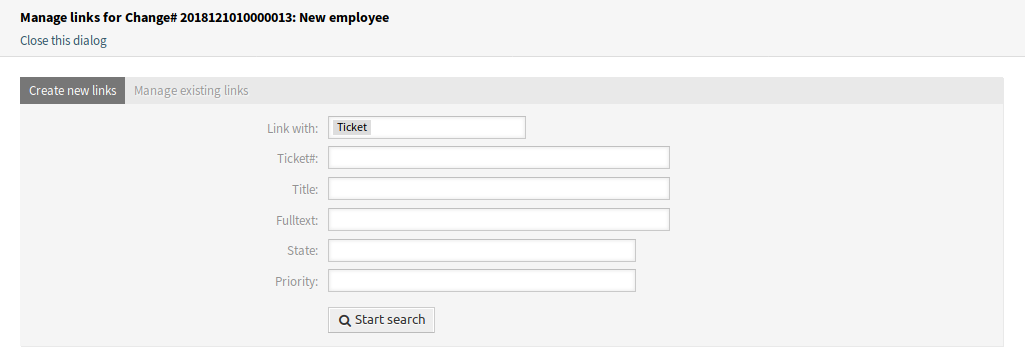 Manage links for Change# 2018121010000013: New employee
Close this dialog
Create new links Manage existing links
Link with: Ticket
Ticket#:
Title:
Fulltext:
State:
Priority:
Start search